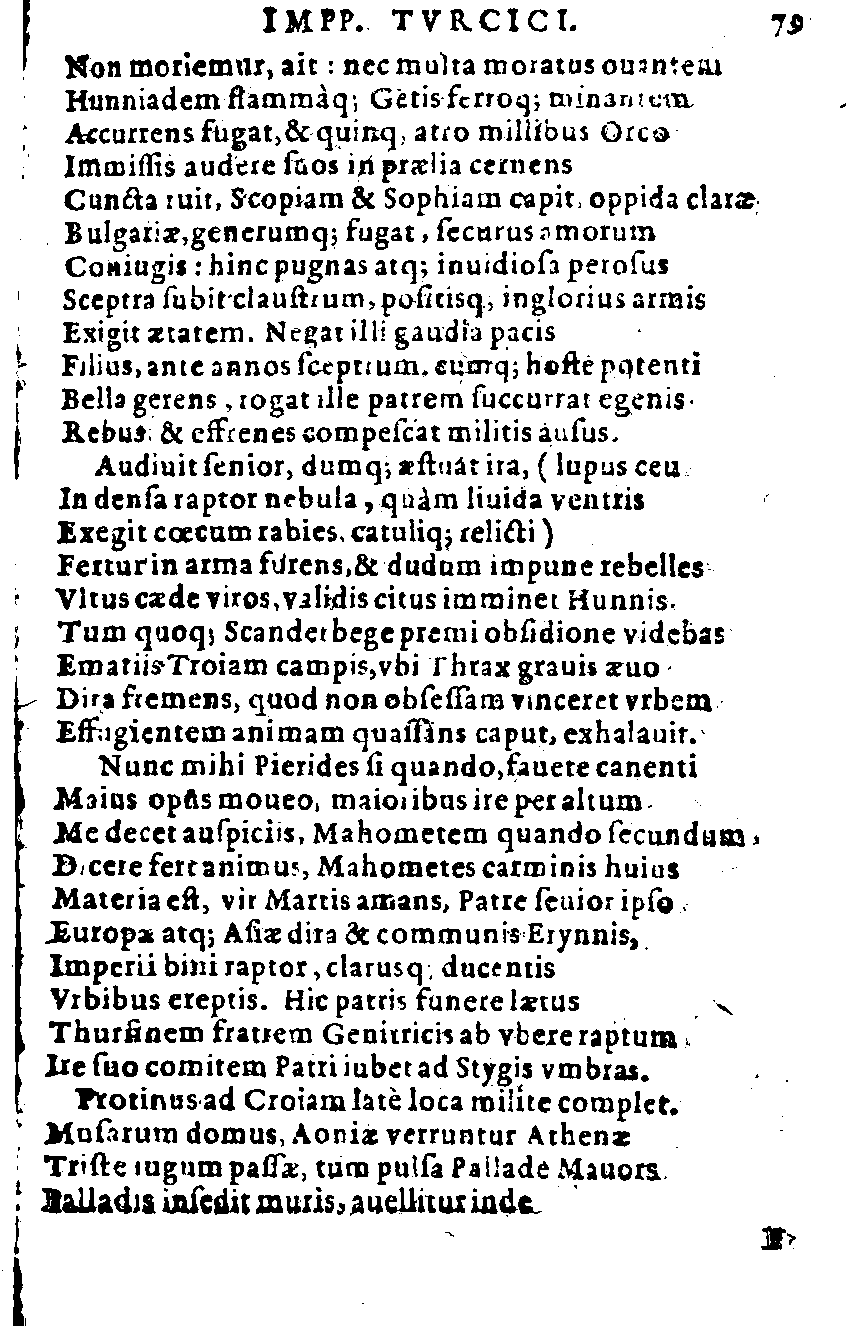 IMPP. TVRCICI. 79
Non moriemur, ait : nec multa moratus ouantem
Hunniadem flammàq; Getis ferroq; minantem
Accurrens fugat, & quinq, atro millibus Orco
Immiſſis audere ſuos in prælia cernens
Cuncta ruit, Scopiam & Sophiam capit, oppida claræ
Bulgariæ, generumq; fugat, ſecurus amorum
Coniugis : hinc pugnas atq; inuidioſa peroſus
Sceptra ſubit clauſtrum, poſitisq, inglorius armis
Exigit ætatem. Negat illi gaudia pacis
Filius, ante annos ſceptrum, cumq; hoſte potenti
Bella gerens, rogat ille patrem ſuccurrat egenis
Rebus, & effrenes compeſcat militis auſus.
Audiuit ſenior, dumq; æſtuat ira, ( lupus ceu
In denſa raptor nebula, quàm liuida ventris
Exegit cœcum rabies, catuliq; relicti )
Fertur in arma furens, & dudum impune rebelles
Vltus cæde viros, validis citus imminet Hunnis.
Tum quoq; Scanderbege premi obſidione videbas
Ematiis Troiam campis, vbi Thrax grauis æuo
Dira fremens, quod non obſeſſam vinceret vrbem
Effugientem animam quaſſans caput, exhalauit.
Nunc mihi Pierides ſi quando, fauete canenti
Maius opus moueo, maioribus ire per altum
Me decet auſpiciis, Mahometem quando ſecundum,
Dicere fert animus, Mahometes carminis huius
Materia eſt, vir Martis amans, Patre ſeuior ipſo
Europæ atq; Aſiæ dira & communis Erynnis,
Imperii bini raptor, clarusq; ducentis
Vrbibus ereptis. Hic patris funere lætus
Thurſinem fratrem Genitricis ab vbere raptum
Ire ſuo comitem Patri iubet ad Stygis vmbras.
Protinus ad Croiam latè loca milite complet.
Muſarum domus, Aoniæ verruntur Athenæ
Triſte iugum paſſæ, tum pulſa Pallade Mauors
Palladis inſedit muris, auellitur inde